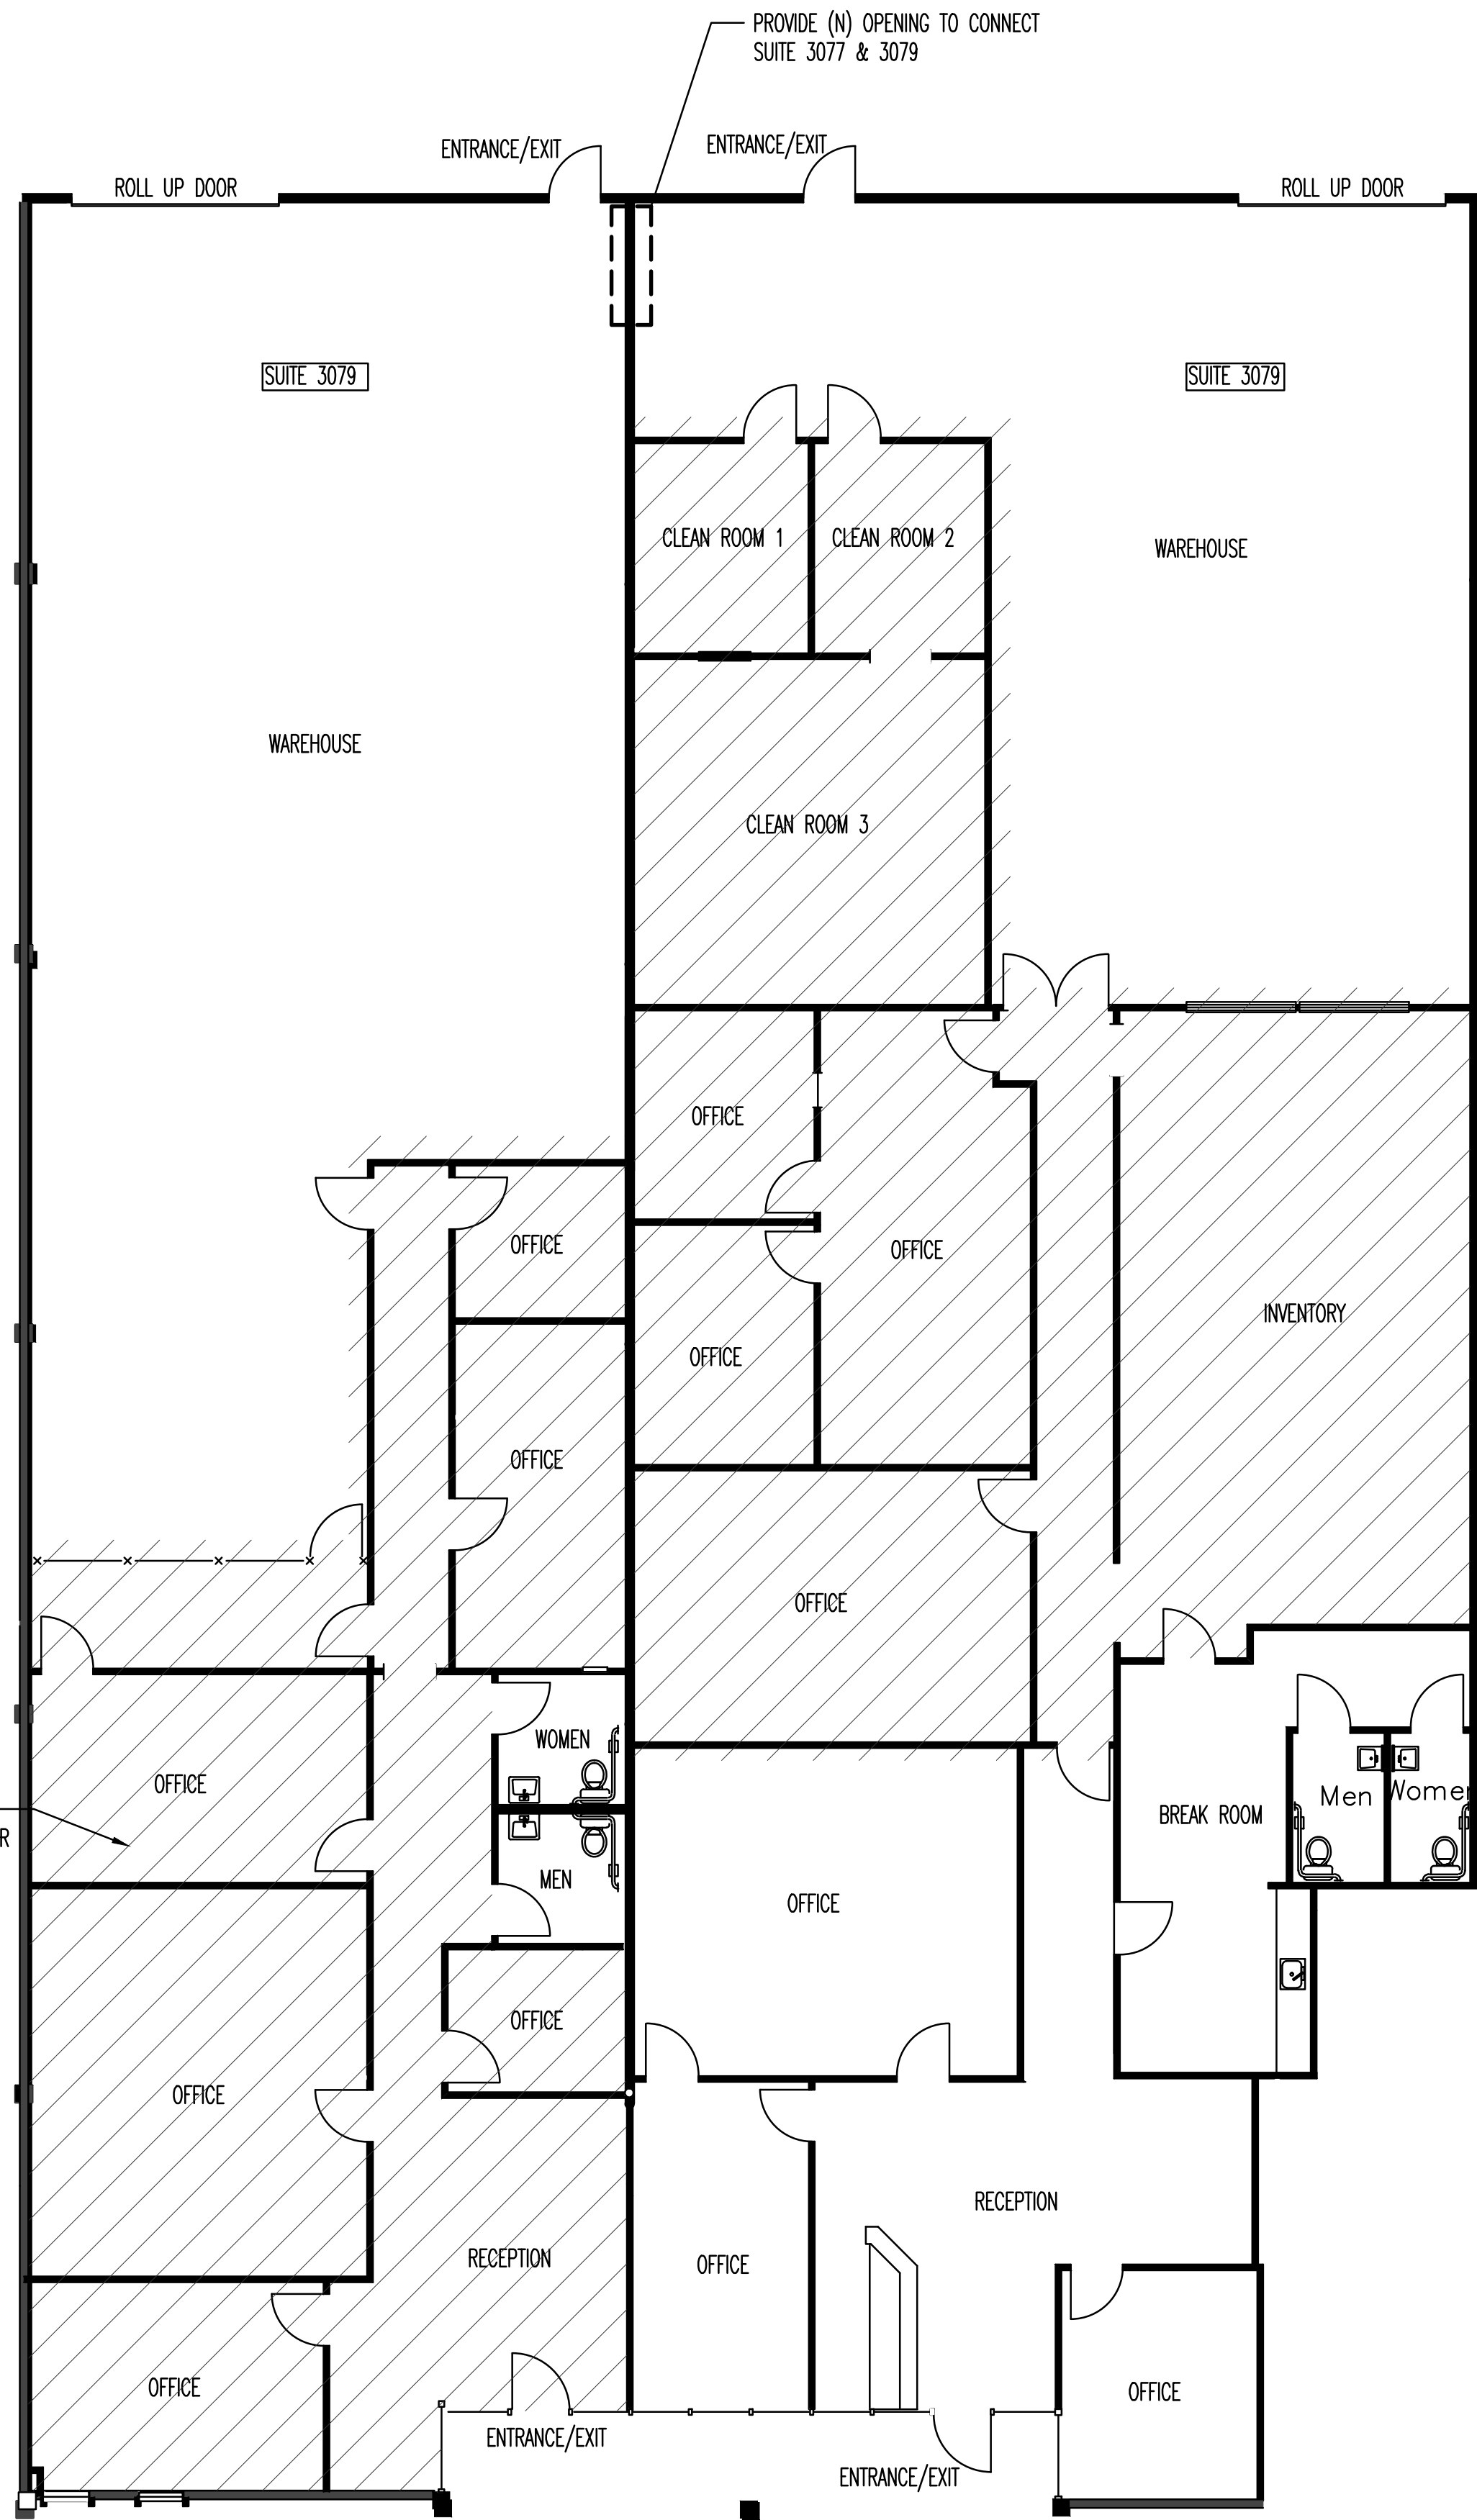 PROVIDE (N) OPENING TO CONNECT
SUITE 3077 & 3079
ENTRANCE/EXIT
ENTRANCE/EXIT
ROLL UP DOOR
ROLL UP DOOR
SUITE 3079
SUITE 3079
CLEAN ROOM 1
CLEAN ROOM 2
WAREHOUSE
WAREHOUSE
CLEAN ROOM 3
OFFICE
OFFICE
OFFICE
INVENTORY
OFFICE
OFFICE
OFFICE
WOMEN
OFFICE
Men
Women
BREAK ROOM
R
MEN
OFFICE
OFFICE
OFFICE
RECEPTION
RECEPTION
OFFICE
OFFICE
OFFICE
ENTRANCE/EXIT
ENTRANCE/EXIT